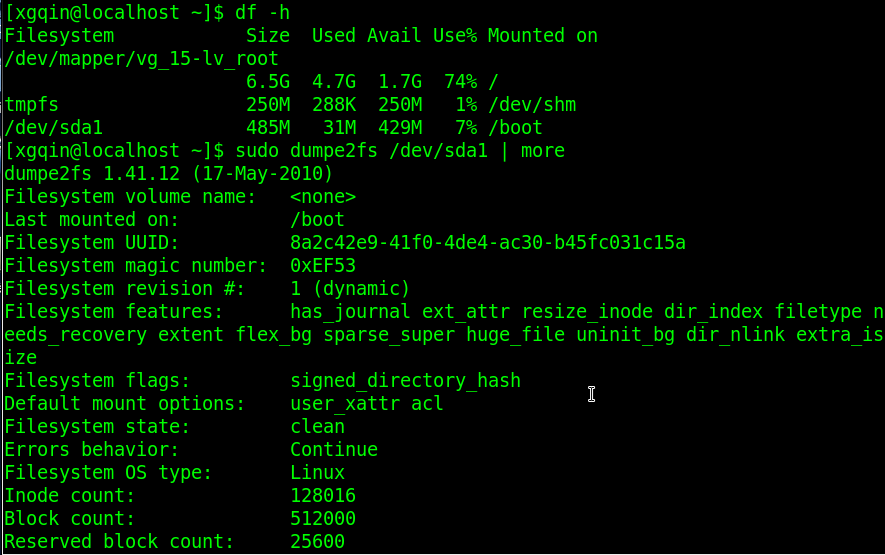 [xgqin@localhost ~]$ df -h
Filesystem            Size  Used Avail Use% Mounted on
/dev/mapper/vg_15-lv_root
                      6.5G  4.7G  1.7G  74% /
tmpfs                 250M  288K  250M   1% /dev/shm
/dev/sda1             485M   31M  429M   7% /boot
[xgqin@localhost ~]$ sudo dumpe2fs /dev/sda1 | more
dumpe2fs 1.41.12 (17-May-2010)
Filesystem volume name:   <none>
Last mounted on:          /boot
Filesystem UUID:          8a2c42e9-41f0-4de4-ac30-b45fc031c15a
Filesystem magic number:  0xEF53
Filesystem revision #:    1 (dynamic)
Filesystem features:      has_journal ext_attr resize_inode dir_index filetype n
eeds_recovery extent flex_bg sparse_super huge_file uninit_bg dir_nlink extra_is
ize
Filesystem flags:         signed_directory_hash
Default mount options:    user_xattr acl
Filesystem state:         clean
Errors behavior:          Continue
Filesystem OS type:       Linux
Inode count:              128016
Block count:              512000
Reserved block count:     25600